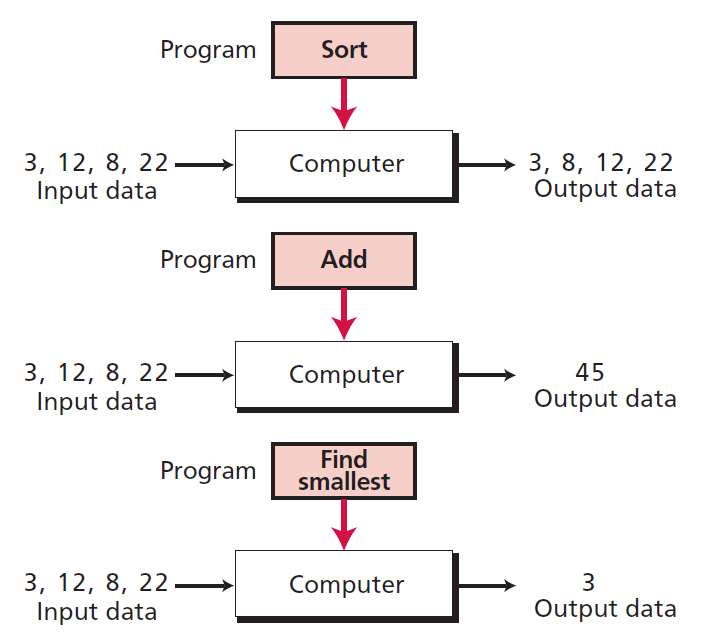 Program
Sort
3, 12, 8, 22
Input data
Computer
3, 8, 12, 22
Output data
Program
Add
3, 12, 8, 22
Input data
Computer
45
Output data
Program
Find
smallest
3, 12, 8, 22
Input data
Computer
3
Output data